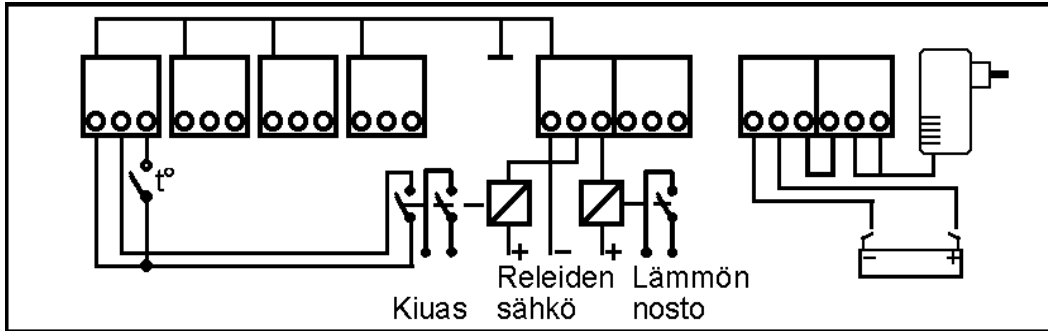 t°
+ − +
− +
Releiden Lämmön
Kiuas sähkö nosto